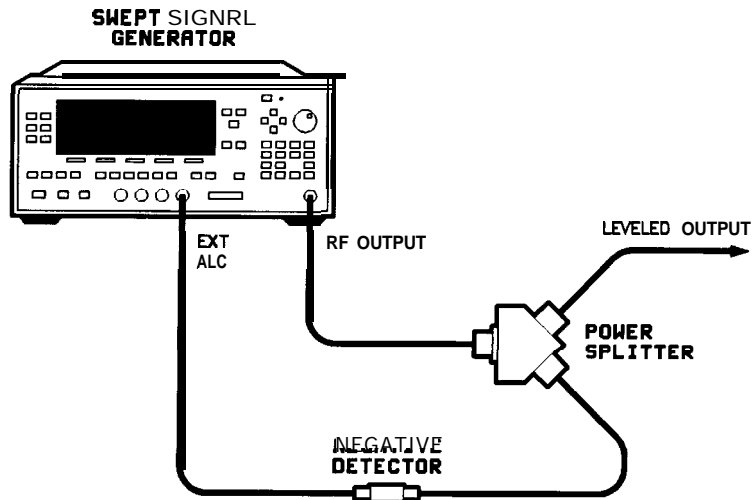 SWEPT SIGNRL
GENERATOR
EXT
ALC
RF OUTPUT
LEVELED OUTPUT
POWER
SPLITTER
NEGATIVE
DETECTOR